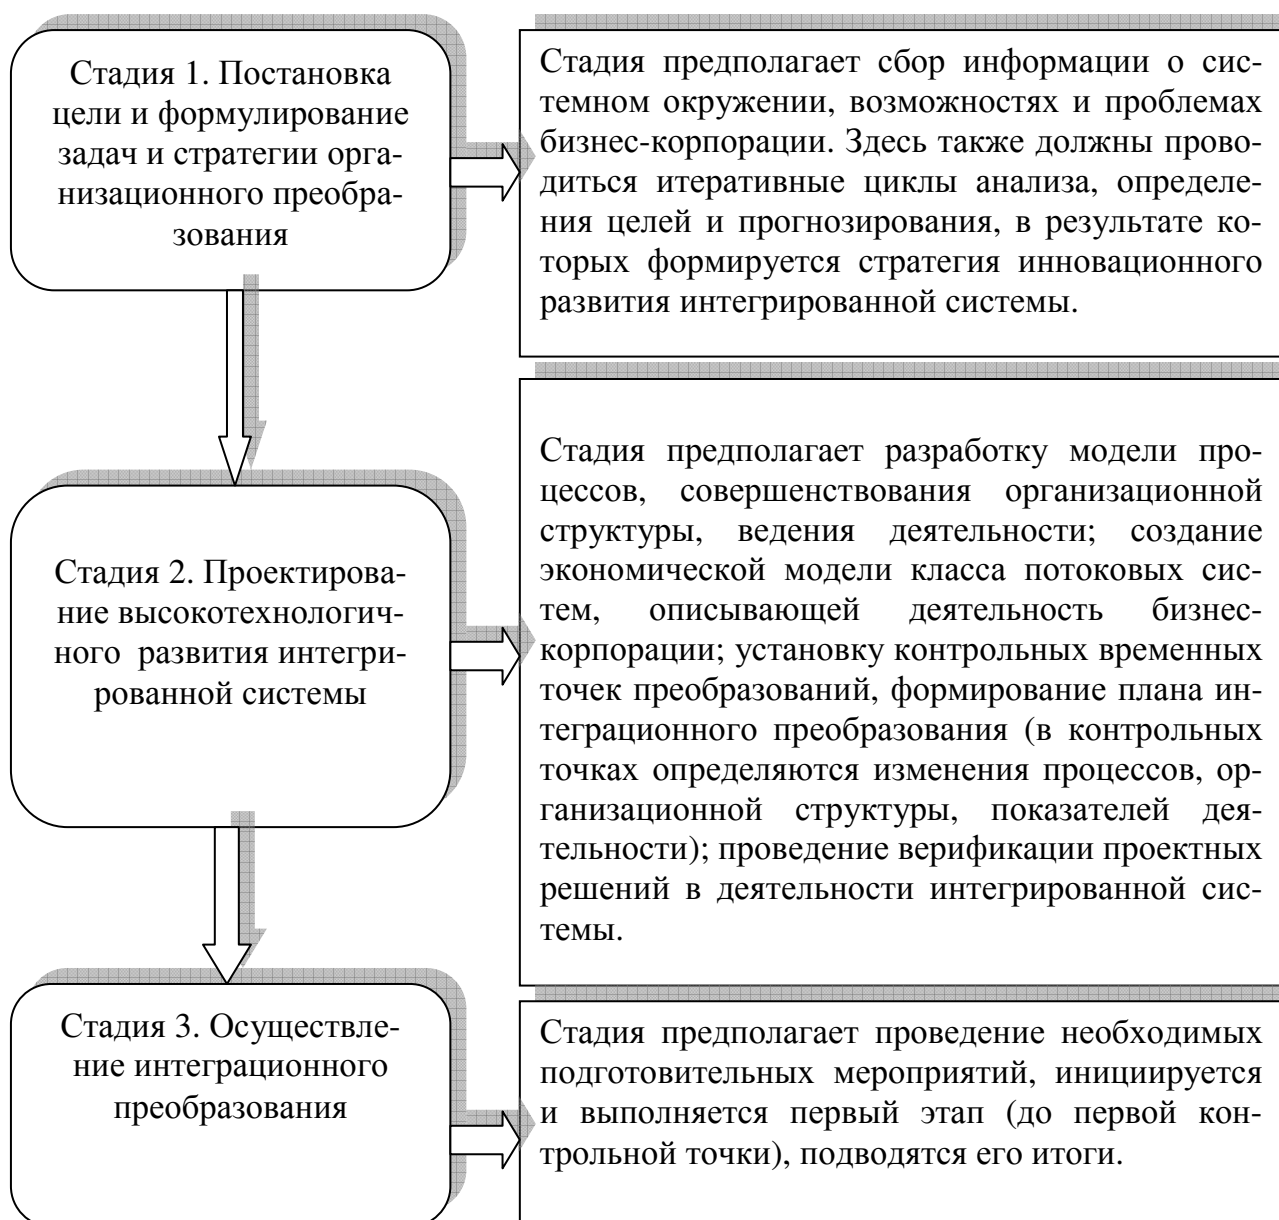 Стадия 1. Постановка
цели и формулирование
задач и стратегии орга-
низационного преобра-
зования
Стадия предполагает сбор информации о сис-
темном окружении, возможностях и проблемах
бизнес-корпорации. Здесь также должны прово-
диться итеративные циклы анализа, определе-
ния целей и прогнозирования, в результате ко-
торых формируется стратегия инновационного
развития интегрированной системы.
Стадия 2. Проектирова-
ние высокотехнологич-
ного развития интегри-
рованной системы
Стадия предполагает разработку модели про-
цессов, совершенствования организационной
структуры, ведения деятельности; создание
экономической модели класса потоковых сис-
тем, описывающей деятельность бизнес-
корпорации; установку контрольных временных
точек преобразований, формирование плана ин-
теграционного преобразования (в контрольных
точках определяются изменения процессов, ор-
ганизационной структуры, показателей дея-
тельности); проведение верификации проектных
решений в деятельности интегрированной сис-
темы.
Стадия 3. Осуществле-
ние интеграционного
преобразования
Стадия предполагает проведение необходимых
подготовительных мероприятий, инициируется
и выполняется первый этап (до первой кон-
трольной точки), подводятся его итоги.